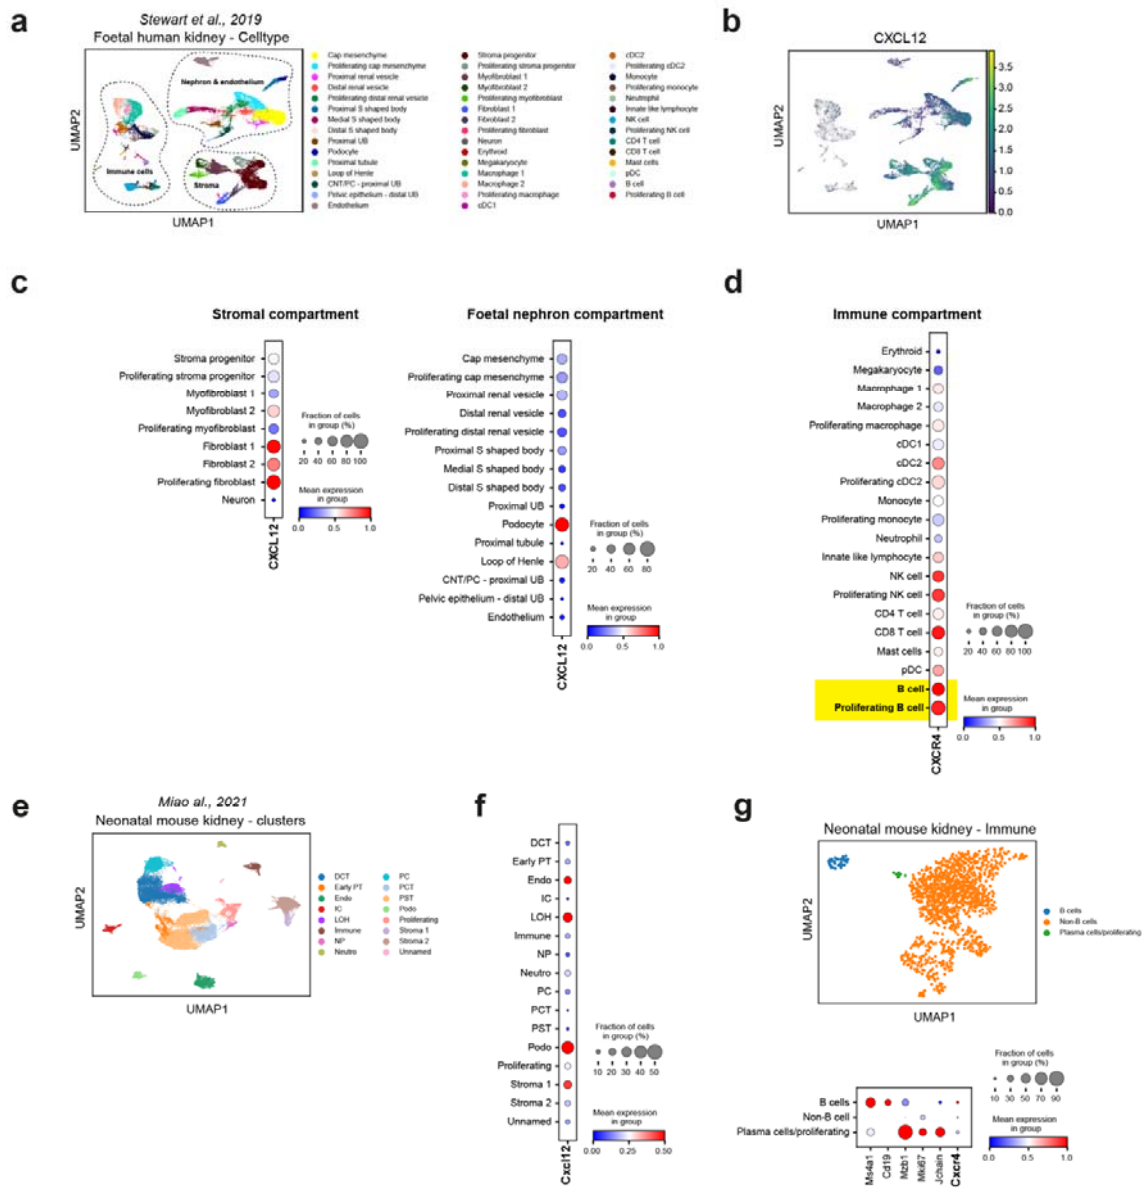 a
Stewart et al., 2019
Foetal human kidney - Celltype
Nephron & endothelium
Immune cells
Stroma
UMAP2
UMAP1
Cap mesenchyme
Proliferating cap mesenchyme
Proximal renal vesicle
Distal renal vesicle
Proliferating distal renal vesicle
Proximal S shaped body
Medial S shaped body
Distal S shaped body
Proximal UB
Podocyte
Proximal tubule
Loop of Henle
CNT/PC - proximal UB
Pelvic epithelium - distal UB
Endothelium
Stroma progenitor
Proliferating stroma progenitor
Myofibroblast 1
Myofibroblast 2
Proliferating myofibroblast
Fibroblast 1
Fibroblast 2
Proliferating fibroblast
Neuron
Erythroid
Megakaryocyte
Macrophage 1
Macrophage 2
Proliferating macrophage
cDC1
cDC2
Proliferating cDC2
Monocyte
Proliferating monocyte
Neutrophil
Innate like lymphocyte
NK cell
Proliferating NK cell
CD4 T cell
CD8 T cell
Mast cells
pDC
B cell
Proliferating B cell
b
CXCL12
UMAP2
UMAP1
3.5
3.0
2.5
2.0
1.5
1.0
0.5
0.0
c
Stromal compartment
Stroma progenitor
Proliferating stroma progenitor
Myofibroblast 1
Myofibroblast 2
Proliferating myofibroblast
Fibroblast 1
Fibroblast 2
Proliferating fibroblast
Neuron
CXCL12
Fraction of cells
in group (%)
20 40 60 80 100
Mean expression
in group
0.0 0.5 1.0
Foetal nephron compartment
Cap mesenchyme
Proliferating cap mesenchyme
Proximal renal vesicle
Distal renal vesicle
Proliferating distal renal vesicle
Proximal S shaped body
Medial S shaped body
Distal S shaped body
Proximal UB
Podocyte
Proximal tubule
Loop of Henle
CNT/PC - proximal UB
Pelvic epithelium - distal UB
Endothelium
CXCL12
Fraction of cells
in group (%)
20 40 60 80
Mean expression
in group
0.0 0.5 1.0
d
Immune compartment
Erythroid
Megakaryocyte
Macrophage 1
Macrophage 2
Proliferating macrophage
cDC1
cDC2
Proliferating cDC2
Monocyte
Proliferating monocyte
Neutrophil
Innate like lymphocyte
NK cell
Proliferating NK cell
CD4 T cell
CD8 T cell
Mast cells
pDC
B cell
Proliferating B cell
CXCR4
Fraction of cells
in group (%)
20 40 60 80 100
Mean expression
in group
0.0 0.5 1.0
e
Miao al., 2021
Neonatal mouse kidney - clusters
UMAP2
UMAP1
DCT
Early PT
Endo
IC
LOH
Immune
NP
Neutro
PC
PCT
PST
Podo
Proliferating
Stroma 1
Stroma 2
Unnamed
f
DCT
Early PT
Endo
IC
LOH
Immune
NP
Neutro
PC
PCT
PST
Podo
Proliferating
Stroma 1
Stroma 2
Unnamed
Cxcl12
Fraction of cells
in group (%)
10 20 30 40 50
Mean expression
in group
0.00 0.25 0.50
g
Neonatal mouse kidney - Immune
UMAP2
UMAP1
B cells
Non-B cells
Plasma cells/proliferating
B cells
Non-B cell
Plasma cells/proliferating
Ms4a1
Cd19
Mzb1
Mki67
Jchain
Cxcr4
Fraction of cells
in group (%)
10 30 50 70 90
Mean expression
in group
0.0 0.5 1.0